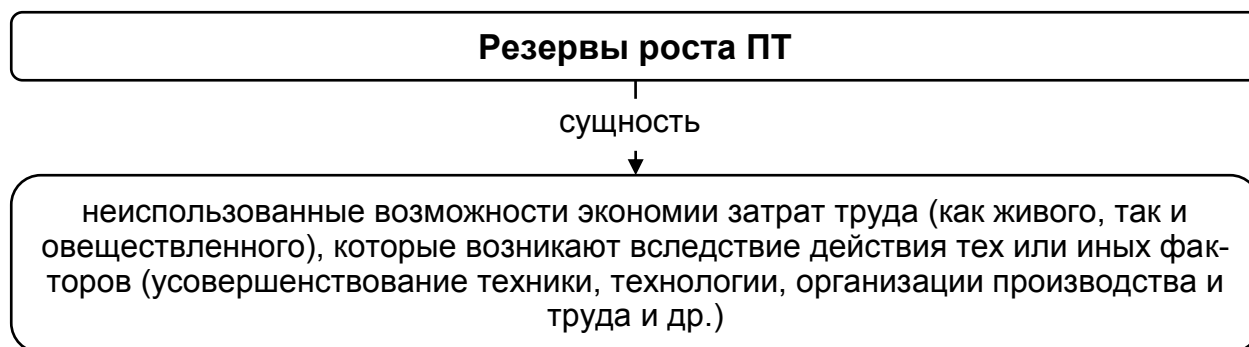 Резервы роста ПТ
сущность
неиспользованные возможности экономии затрат труда (как живого, так и
овеществленного), которые возникают вследствие действия тех или иных фак-
торов (усовершенствование техники, технологии, организации производства и
труда и др.)